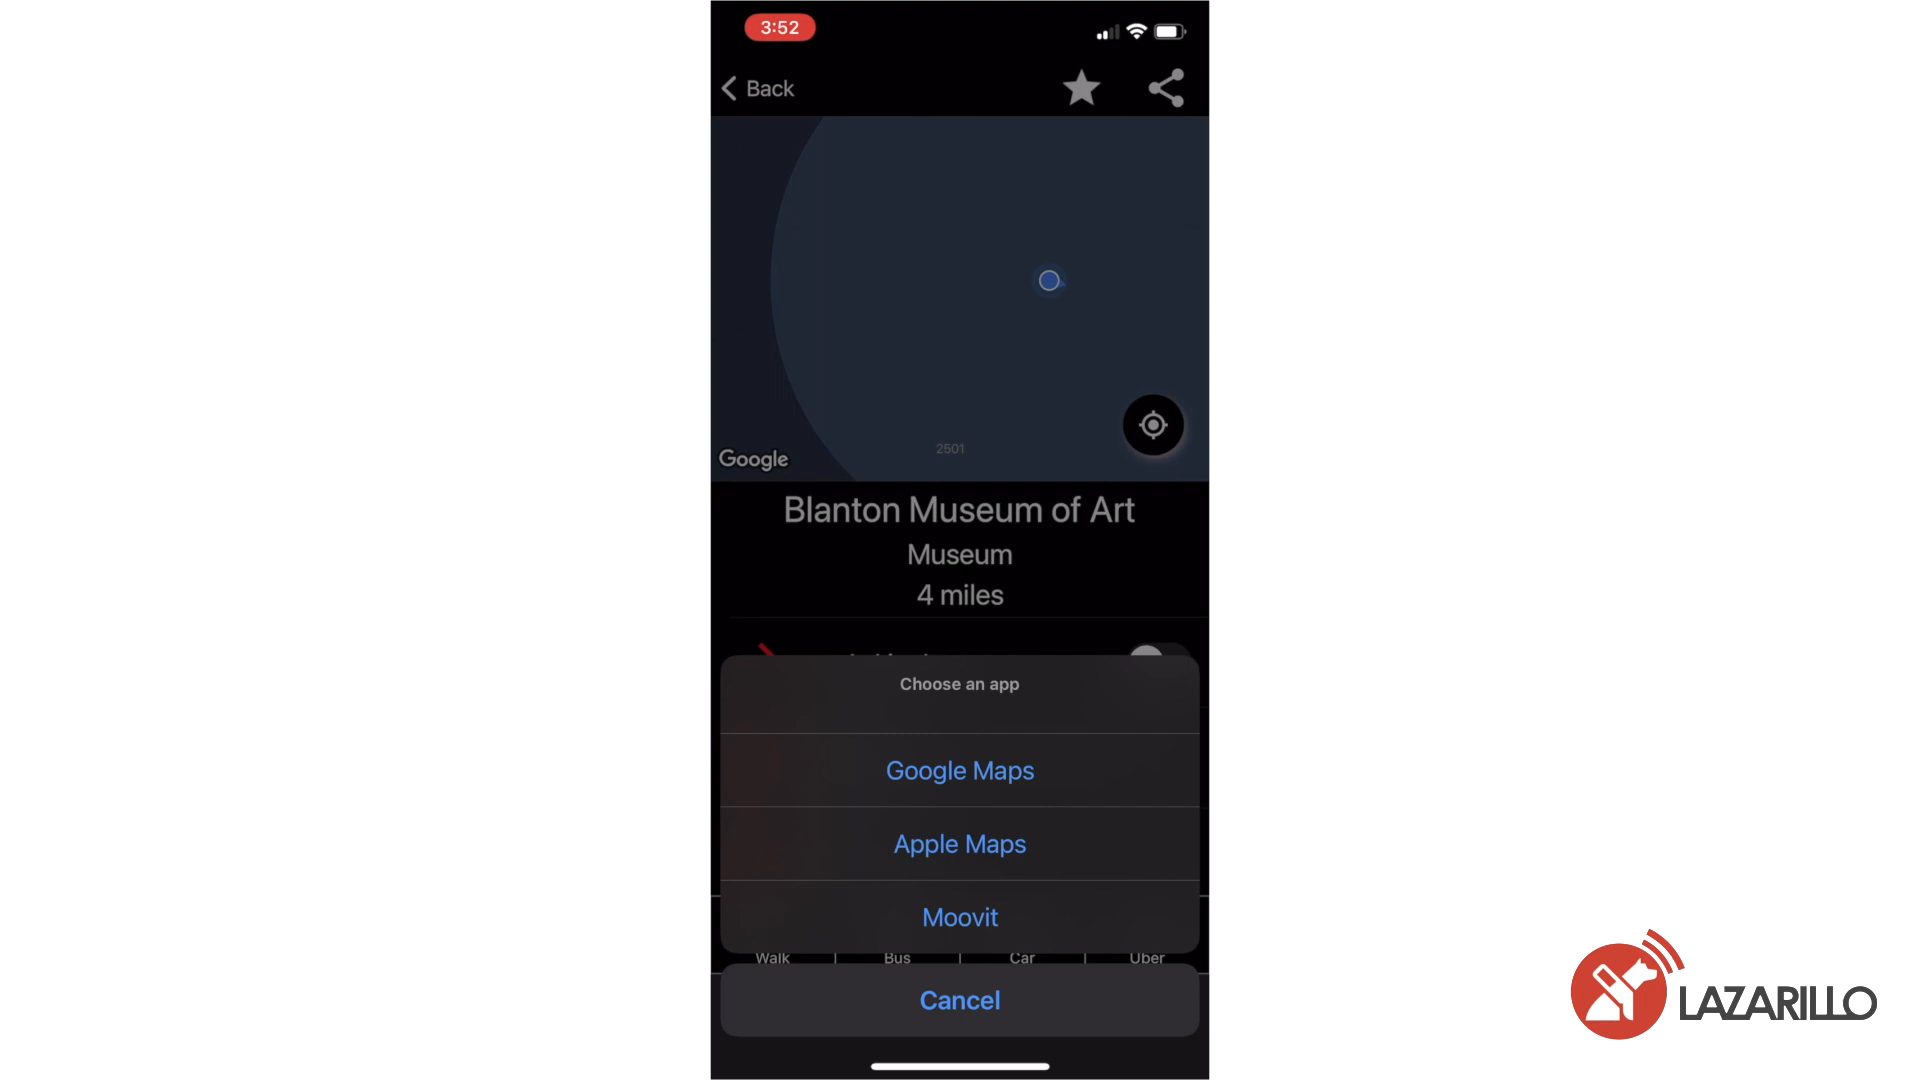 3:52
Back
2501
Google
Blanton Museum of Art
Museum
4 miles
Choose an app
Google Maps
Apple Maps
Moovit
Walk | Bus | Car | Uber
Cancel
LAZARILLO